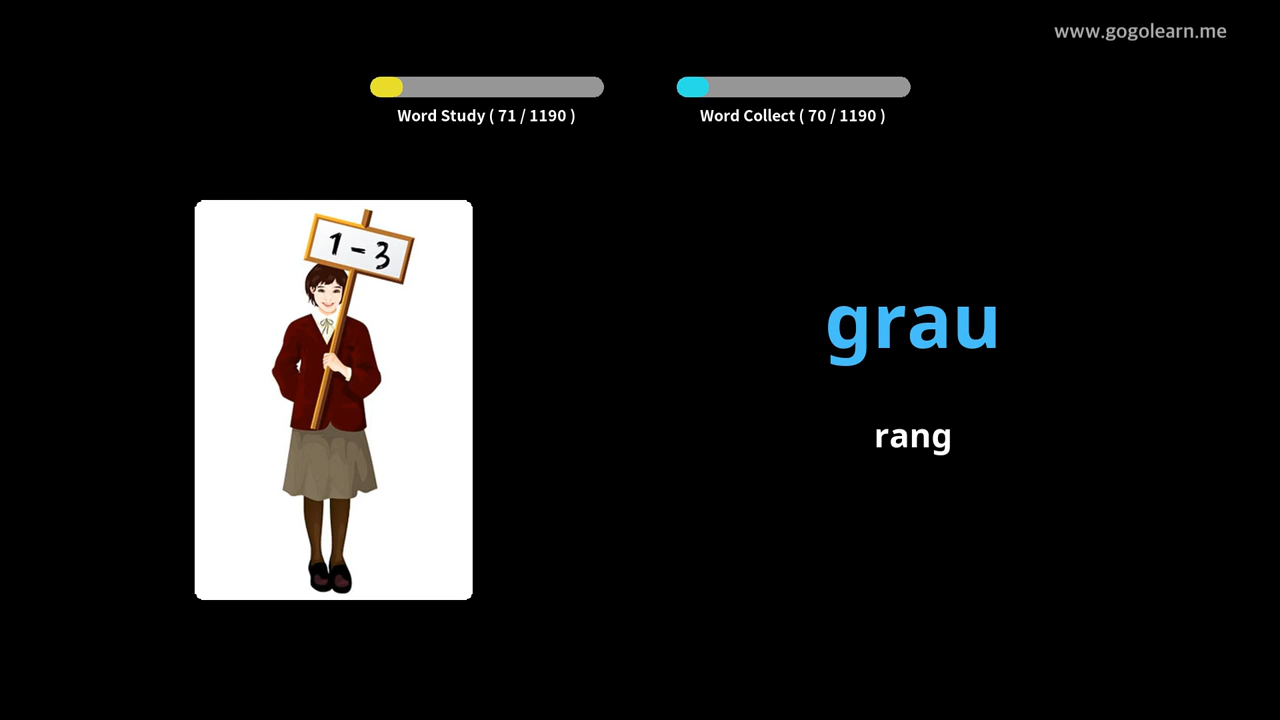 www.gogolearn.me
Word Study ( 71 / 1190 )
Word Collect ( 70 / 1190 )
1 - 3
grau
rang